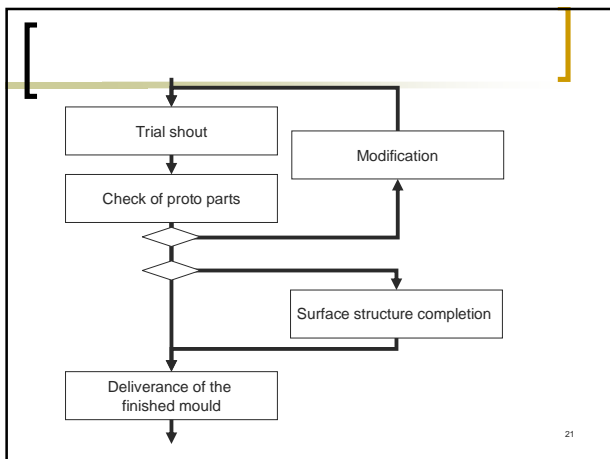 Trial shout
Modification
Check of proto parts
Surface structure completion
Deliverance of the
finished mould
21